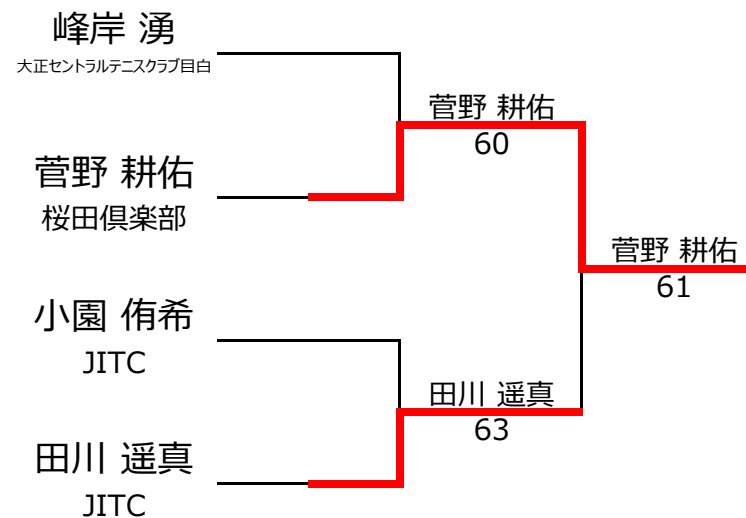 峰岸 湧
大正セントラルテニスクラブ目白
菅野 耕佑
60
菅野 耕佑
桜田倶楽部
菅野 耕佑
61
小園 侑希
JITC
田川 遥真
63
田川 遥真
JITC